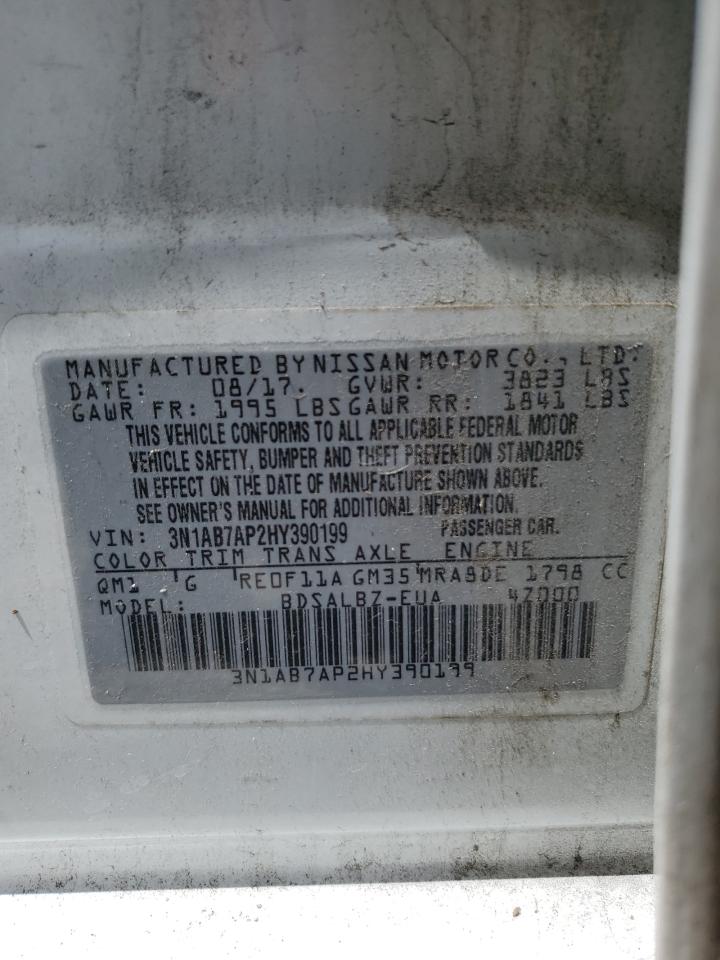 MANUFACTURED BY NISSAN MOTOR CO., LTD.
DATE: 08/17. GVWR: 3823 LBS
GAWR FR: 1995 LBS GAWR RR: 1841 LBS
THIS VEHICLE CONFORMS TO ALL APPLICABLE FEDERAL MOTOR
VEHICLE SAFETY, BUMPER AND THEFT PREVENTION STANDARDS
IN EFFECT ON THE DATE OF MANUFACTURE SHOWN ABOVE.
SEE OWNER'S MANUAL FOR ADDITIONAL INFORMATION.
VIN: 3N1AB7AP2HY390199 PASSENGER CAR.
COLOR TRIM TRANS AXLE ENGINE
QM1 G RE0F11A GM35 MRA8DE 1798 CC
MODEL: BDSALBZ-EUA 4Z000
3N1AB7AP2HY390199